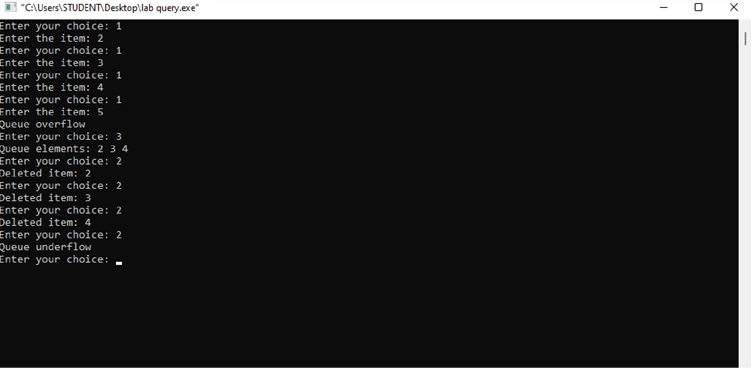 "C:\Users\STUDENT\Desktop\lab query.exe"
Enter your choice: 1
Enter the item: 2
Enter your choice: 1
Enter the item: 3
Enter your choice: 1
Enter the item: 4
Enter your choice: 1
Enter the item: 5
Queue overflow
Enter your choice: 3
Queue elements: 2 3 4
Enter your choice: 2
Deleted item: 2
Enter your choice: 2
Deleted item: 3
Enter your choice: 2
Deleted item: 4
Enter your choice: 2
Queue underflow
Enter your choice: